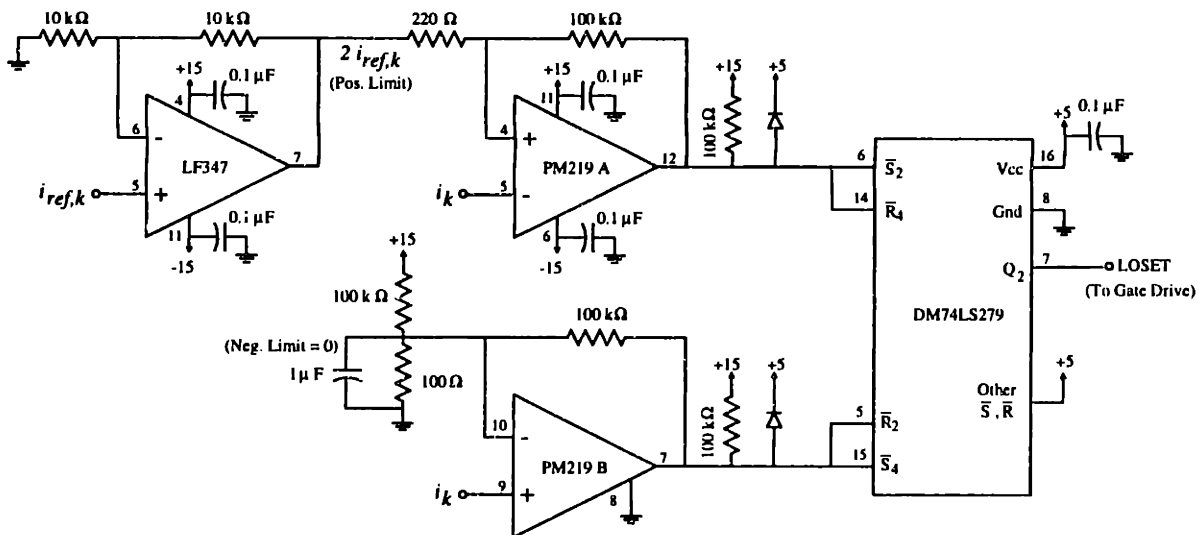 10 kΩ
10 kΩ
220 Ω
100 kΩ
2 i_ref,k
(Pos. Limit)
+15
0.1 µF
4
6
-
LF347
7
i_ref,k
5
+
11
0.1 µF
-15
+15
0.1 µF
11
4
+
PM219 A
12
i_k
5
-
6
0.1 µF
-15
+15
+5
100 kΩ
6
S̅2
14
R̅4
+5
0.1 µF
16
Vcc
8
Gnd
7
Q2
LOSET
(To Gate Drive)
DM74LS279
+5
Other
S̅ , R̅
5
R̅2
15
S̅4
+15
100 kΩ
(Neg. Limit = 0)
1 µ F
100 Ω
100 kΩ
10
-
PM219 B
7
i_k
9
+
8
+15
+5
100 kΩ